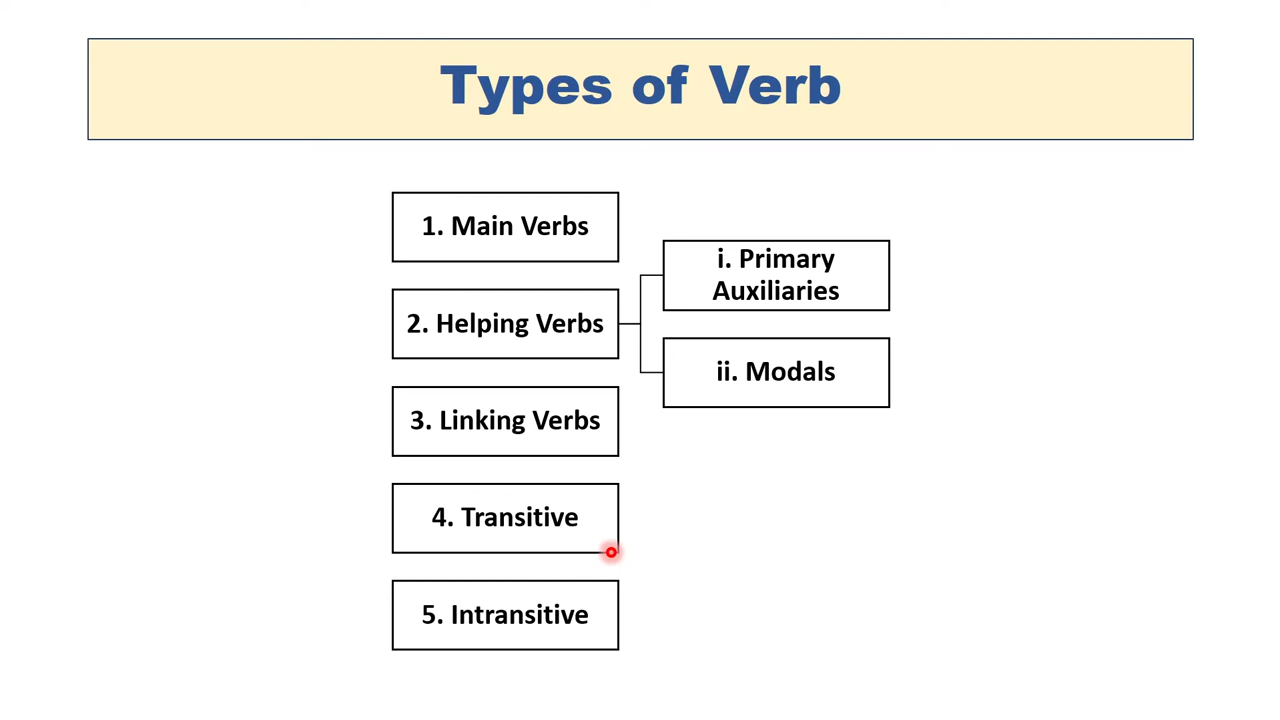 Types of Verb
1. Main Verbs
2. Helping Verbs
i. Primary
Auxiliaries
ii. Modals
3. Linking Verbs
4. Transitive
5. Intransitive